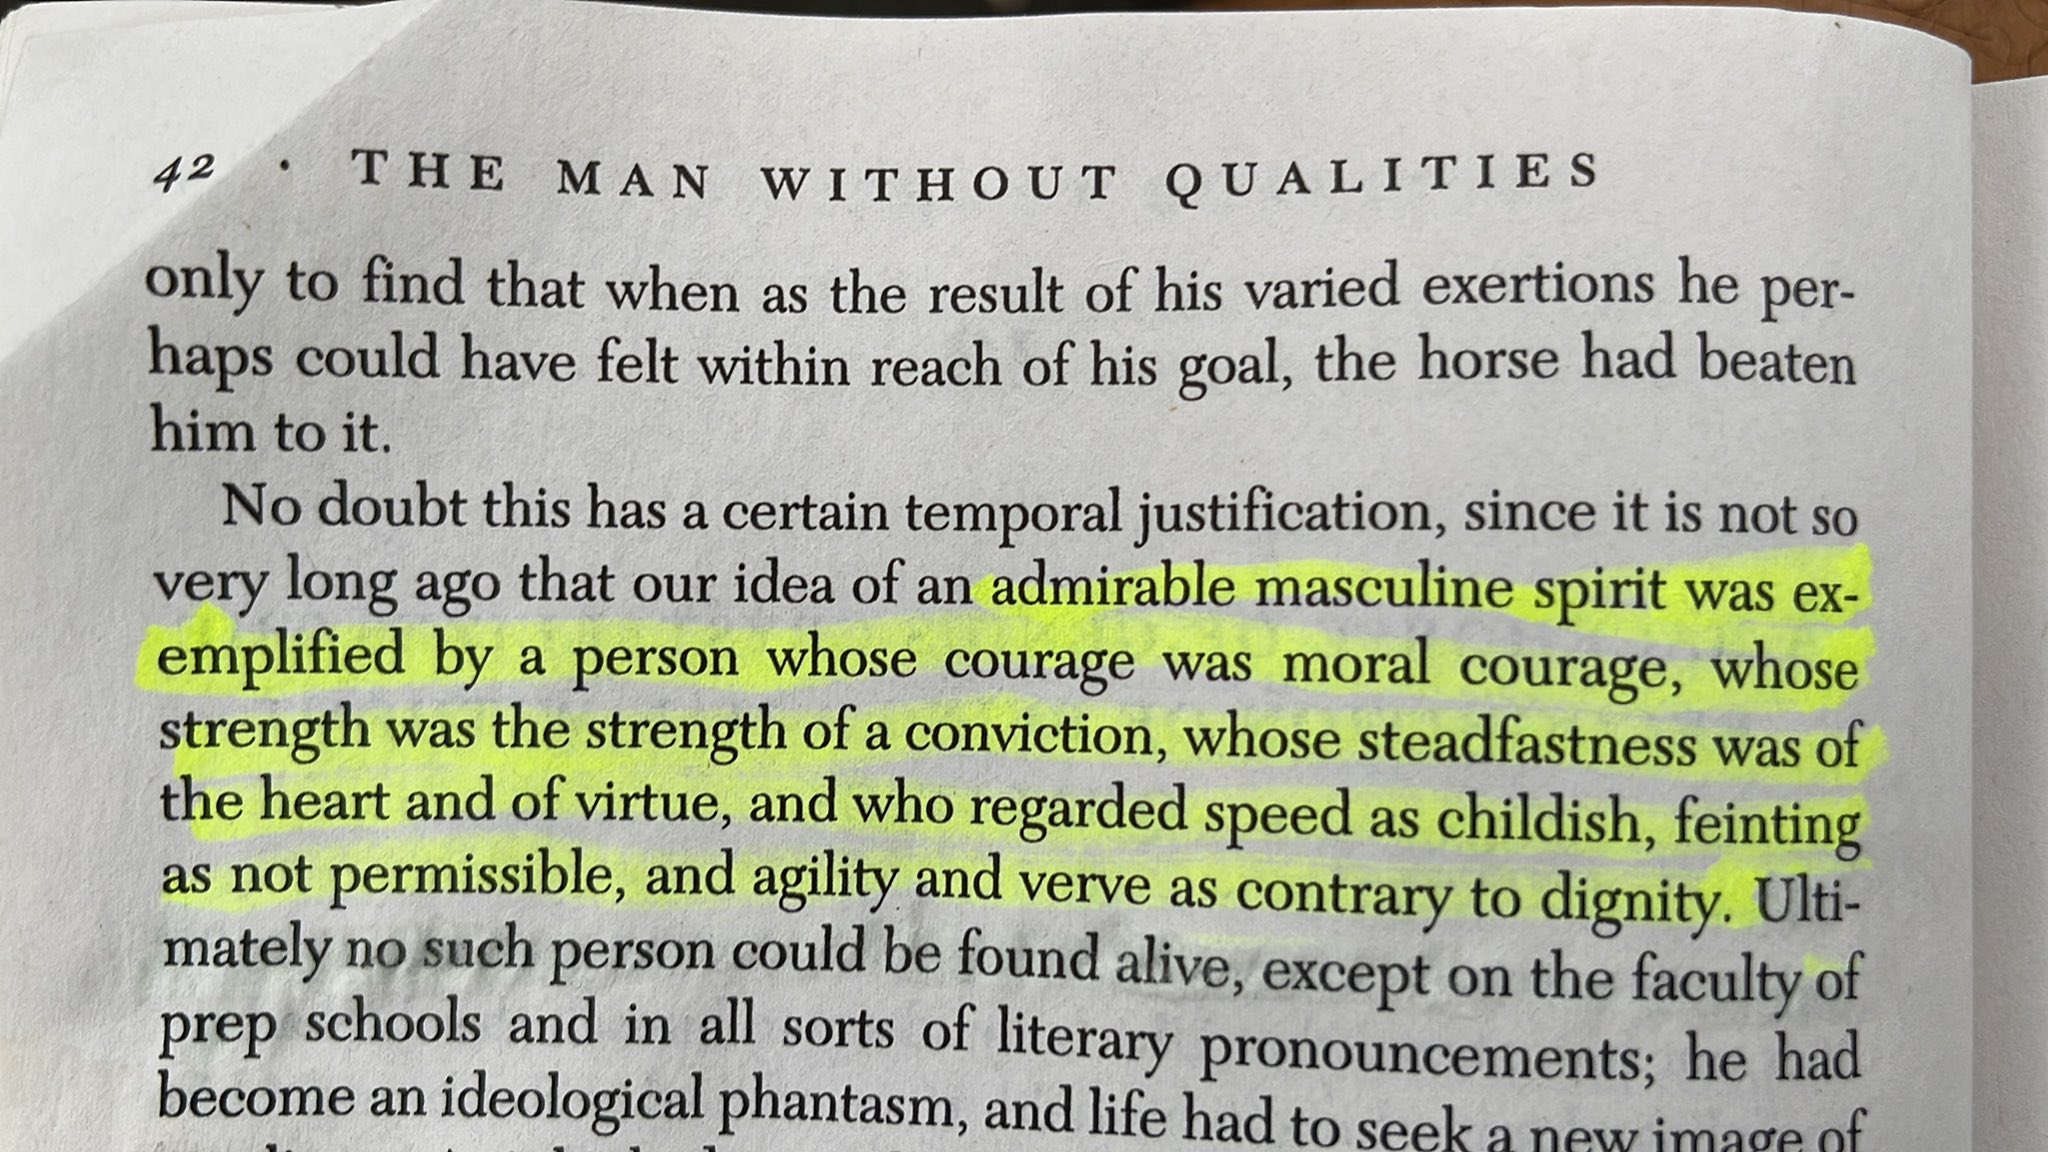 42 · THE MAN WITHOUT QUALITIES
only to find that when as the result of his varied exertions he per-
haps could have felt within reach of his goal, the horse had beaten
him to it.
No doubt this has a certain temporal justification, since it is not so
very long ago that our idea of an admirable masculine spirit was ex-
emplified by a person whose courage was moral courage, whose
strength was the strength of a conviction, whose steadfastness was of
the heart and of virtue, and who regarded speed as childish, feinting
as not permissible, and agility and verve as contrary to dignity. Ulti-
mately no such person could be found alive, except on the faculty of
prep schools and in all sorts of literary pronouncements; he had
become an ideological phantasm, and life had to seek a new image of